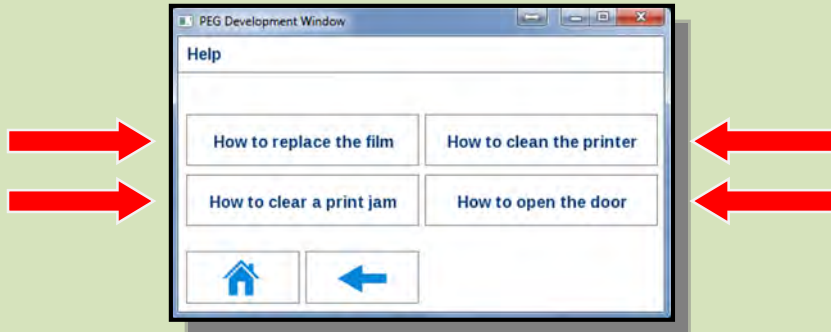 PEG Development Window
Help
How to replace the film
How to clean the printer
How to clear a print jam
How to open the door